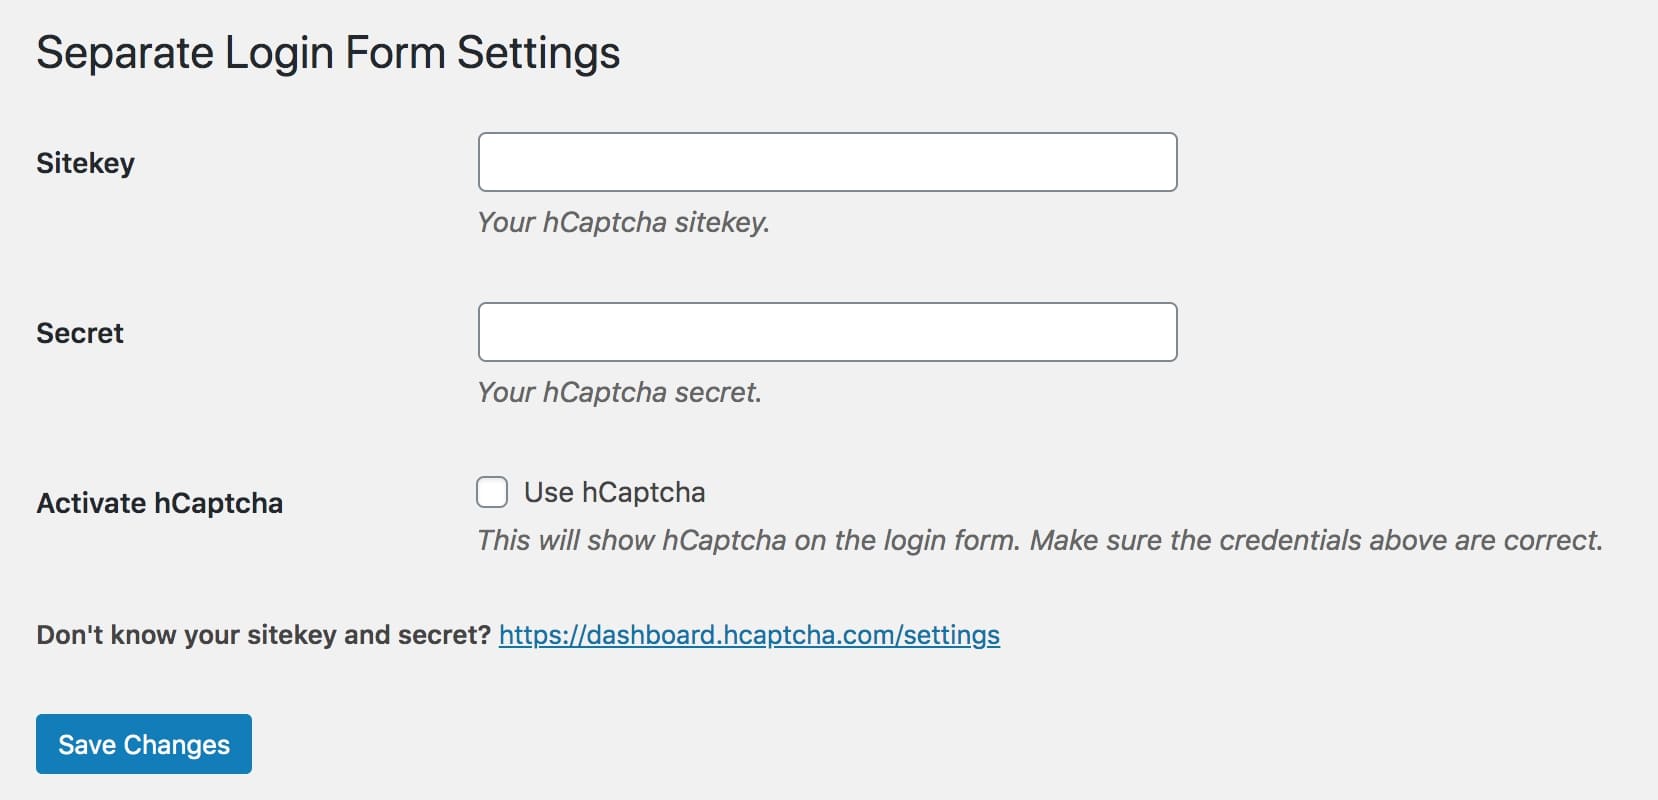 Separate Login Form Settings
Sitekey
Your hCaptcha sitekey.
Secret
Your hCaptcha secret.
Activate hCaptcha
Use hCaptcha
This will show hCaptcha on the login form. Make sure the credentials above are correct.
Don't know your sitekey and secret? https://dashboard.hcaptcha.com/settings
Save Changes